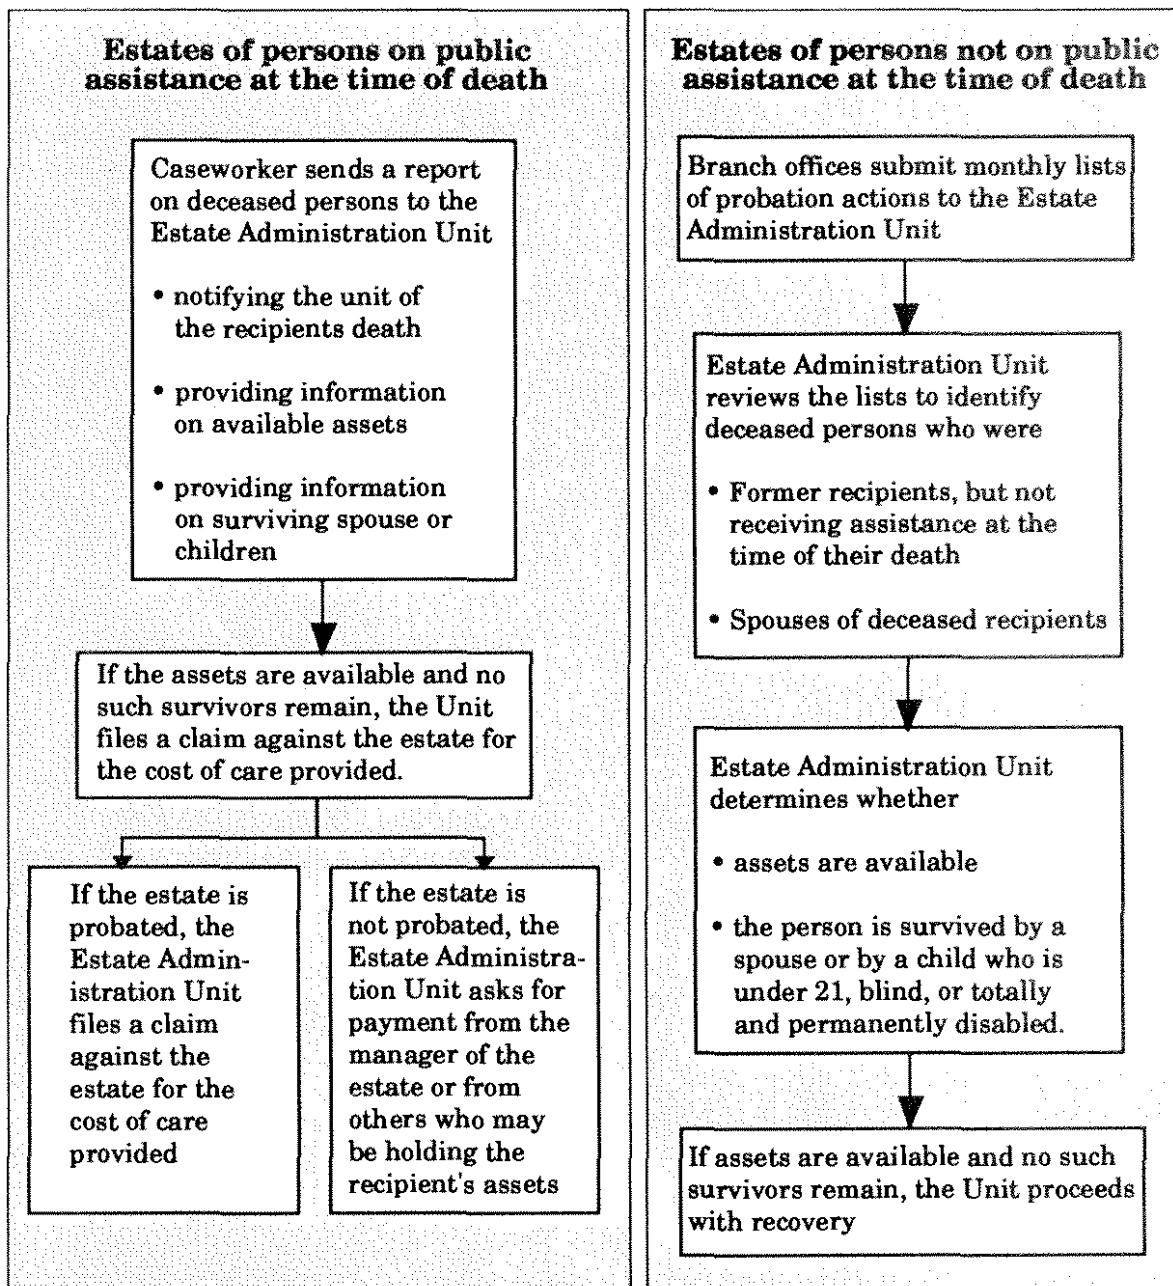 Estates of persons on public
assistance at the time of death
Caseworker sends a report
on deceased persons to the
Estate Administration Unit
• notifying the unit of
the recipients death
• providing information
on available assets
• providing information
on surviving spouse or
children
If the assets are available and no
such survivors remain, the Unit
files a claim against the estate for
the cost of care provided.
If the estate is
probated, the
Estate Admin-
istration Unit
files a claim
against the
estate for the
cost of care
provided
If the estate is
not probated, the
Estate Administra-
tion Unit asks for
payment from the
manager of the
estate or from
others who may
be holding the
recipient's assets
Estates of persons not on public
assistance at the time of death
Branch offices submit monthly lists
of probation actions to the Estate
Administration Unit
Estate Administration Unit
reviews the lists to identify
deceased persons who were
• Former recipients, but not
receiving assistance at the
time of their death
• Spouses of deceased recipients
Estate Administration Unit
determines whether
• assets are available
• the person is survived by a
spouse or by a child who is
under 21, blind, or totally
and permanently disabled.
If assets are available and no such
survivors remain, the Unit proceeds
with recovery